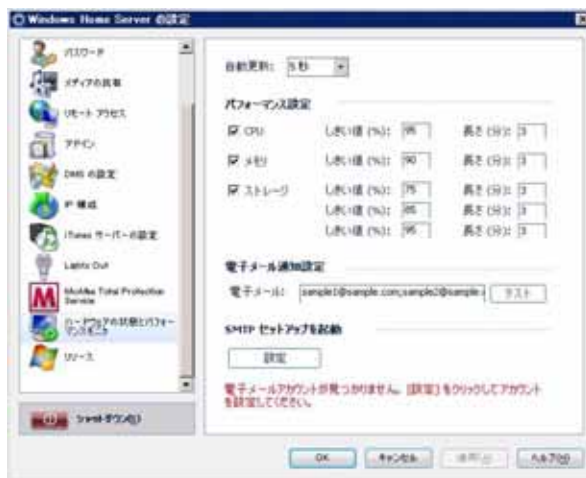 Windows Home Server の設定
パスワード
メディアの共有
リモート アクセス
アドイン
DMS の設定
IP 構成
iTunes サーバーの設定
Lights Out
McAfee Total Protection Service
ハードウェアの状態とパフォーマンスモニタ
リソース
シャットダウン(U)
自動更新: 5 秒
パフォーマンス設定
CPU しきい値 (%): 95 長さ (分): 3
メモリ しきい値 (%): 90 長さ (分): 3
ストレージ しきい値 (%): 75 長さ (分): 3
しきい値 (%): 85 長さ (分): 3
しきい値 (%): 95 長さ (分): 3
電子メール通知設定
電子メール: sample1@sample.com;sample2@sample.c テスト
SMTP セットアップを起動
設定
電子メールアカウントが見つかりません。[設定] をクリックしてアカウント
を設定してください。
OK キャンセル 適用(A) ヘルプ(H)